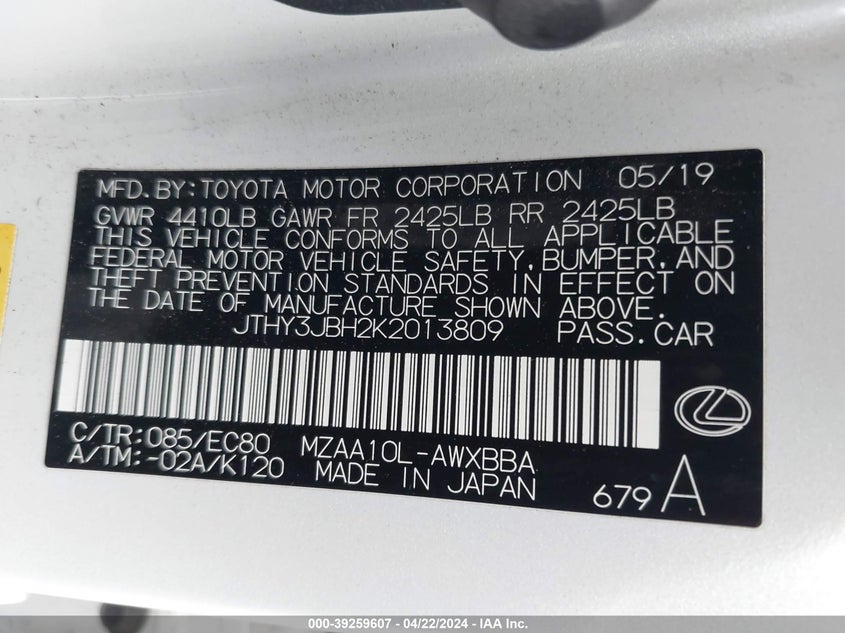 MFD.BY:TOYOTA MOTOR CORPORATION 05/19
GVWR 4410LB GAWR FR 2425LB RR 2425LB
THIS VEHICLE CONFORMS TO ALL APPLICABLE
FEDERAL MOTOR VEHICLE SAFETY,BUMPER,AND
THEFT PREVENTION STANDARDS IN EFFECT ON
THE DATE OF MANUFACTURE SHOWN ABOVE.
JTHY3JBH2K2013809 PASS.CAR
C/TR:085/EC80 MZAA10L-AWXBBA
A/TM:-02A/K120 MADE IN JAPAN
679 A
000-39259607 - 04/22/2024 - IAA Inc.